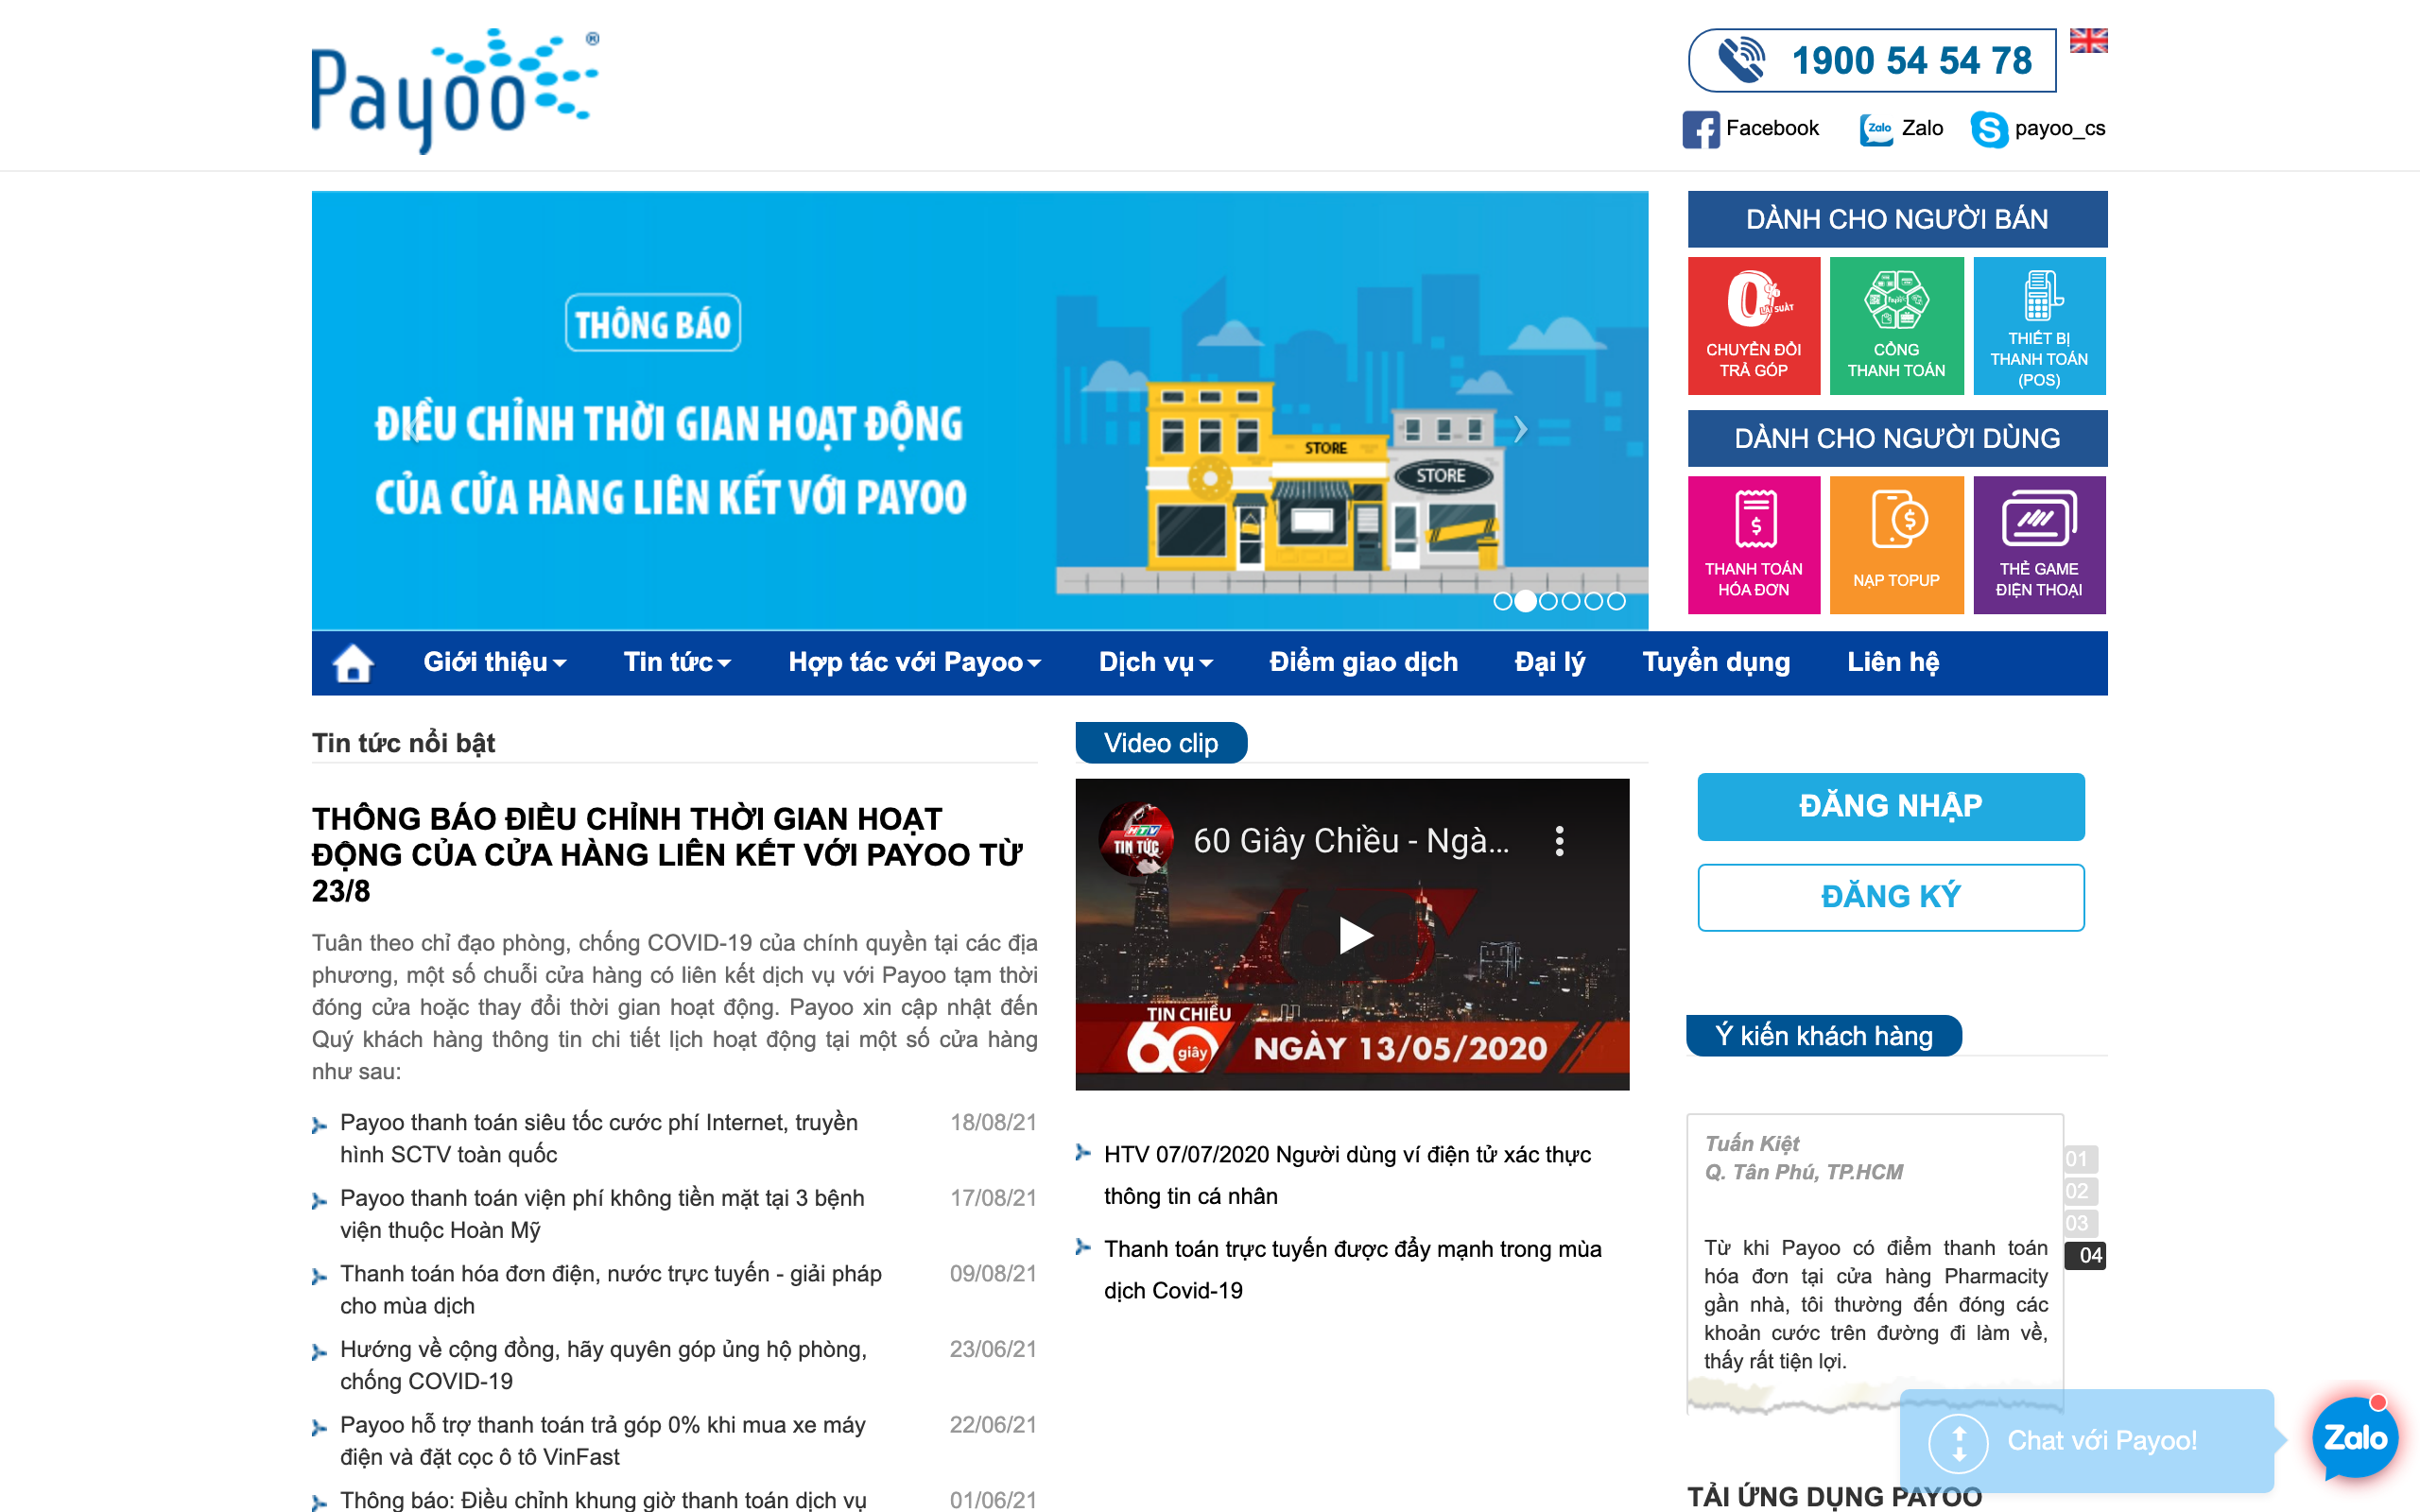 Payoo®
1900 54 54 78
Facebook
Zalo
Zalo
payoo_cs
THÔNG BÁO
ĐIỀU CHỈNH THỜI GIAN HOẠT ĐỘNG
CỦA CỬA HÀNG LIÊN KẾT VỚI PAYOO
STORE
STORE
DÀNH CHO NGƯỜI BÁN
0%
LÃI SUẤT
CHUYỂN ĐỔI
TRẢ GÓP
CỔNG
THANH TOÁN
THIẾT BỊ
THANH TOÁN
(POS)
DÀNH CHO NGƯỜI DÙNG
THANH TOÁN
HÓA ĐƠN
NẠP TOPUP
THẺ GAME
ĐIỆN THOẠI
Giới thiệu
Tin tức
Hợp tác với Payoo
Dịch vụ
Điểm giao dịch
Đại lý
Tuyển dụng
Liên hệ
Tin tức nổi bật
THÔNG BÁO ĐIỀU CHỈNH THỜI GIAN HOẠT
ĐỘNG CỦA CỬA HÀNG LIÊN KẾT VỚI PAYOO TỪ
23/8
Tuân theo chỉ đạo phòng, chống COVID-19 của chính quyền tại các địa
phương, một số chuỗi cửa hàng có liên kết dịch vụ với Payoo tạm thời
đóng cửa hoặc thay đổi thời gian hoạt động. Payoo xin cập nhật đến
Quý khách hàng thông tin chi tiết lịch hoạt động tại một số cửa hàng
như sau:
Payoo thanh toán siêu tốc cước phí Internet, truyền 18/08/21
hình SCTV toàn quốc
Payoo thanh toán viện phí không tiền mặt tại 3 bệnh 17/08/21
viện thuộc Hoàn Mỹ
Thanh toán hóa đơn điện, nước trực tuyến - giải pháp 09/08/21
cho mùa dịch
Hướng về cộng đồng, hãy quyên góp ủng hộ phòng, 23/06/21
chống COVID-19
Payoo hỗ trợ thanh toán trả góp 0% khi mua xe máy 22/06/21
điện và đặt cọc ô tô VinFast
Thông báo: Điều chỉnh khung giờ thanh toán dịch vụ 01/06/21
Video clip
HTV
TIN TỨC
60 Giây Chiều - Ngà...
TIN CHIỀU
60 giây
NGÀY 13/05/2020
HTV 07/07/2020 Người dùng ví điện tử xác thực
thông tin cá nhân
Thanh toán trực tuyến được đẩy mạnh trong mùa
dịch Covid-19
ĐĂNG NHẬP
ĐĂNG KÝ
Ý kiến khách hàng
Tuấn Kiệt
Q. Tân Phú, TP.HCM
Từ khi Payoo có điểm thanh toán
hóa đơn tại cửa hàng Pharmacity
gần nhà, tôi thường đến đóng các
khoản cước trên đường đi làm về,
thấy rất tiện lợi.
01
02
03
04
Chat với Payoo!
Zalo
TẢI ỨNG DỤNG PAYOO